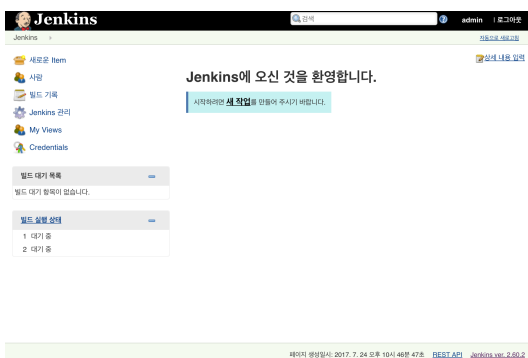 Jenkins
검색
admin | 로그아웃
Jenkins
자동으로 새로고침
새로운 Item
사람
빌드 기록
Jenkins 관리
My Views
Credentials
빌드 대기 목록
빌드 대기 항목이 없습니다.
빌드 실행 상태
1 대기 중
2 대기 중
상세 내용 입력
Jenkins에 오신 것을 환영합니다.
시작하려면 새 작업를 만들어 주시기 바랍니다.
페이지 생성일시: 2017. 7. 24 오후 10시 46분 47초 REST API Jenkins ver. 2.60.2